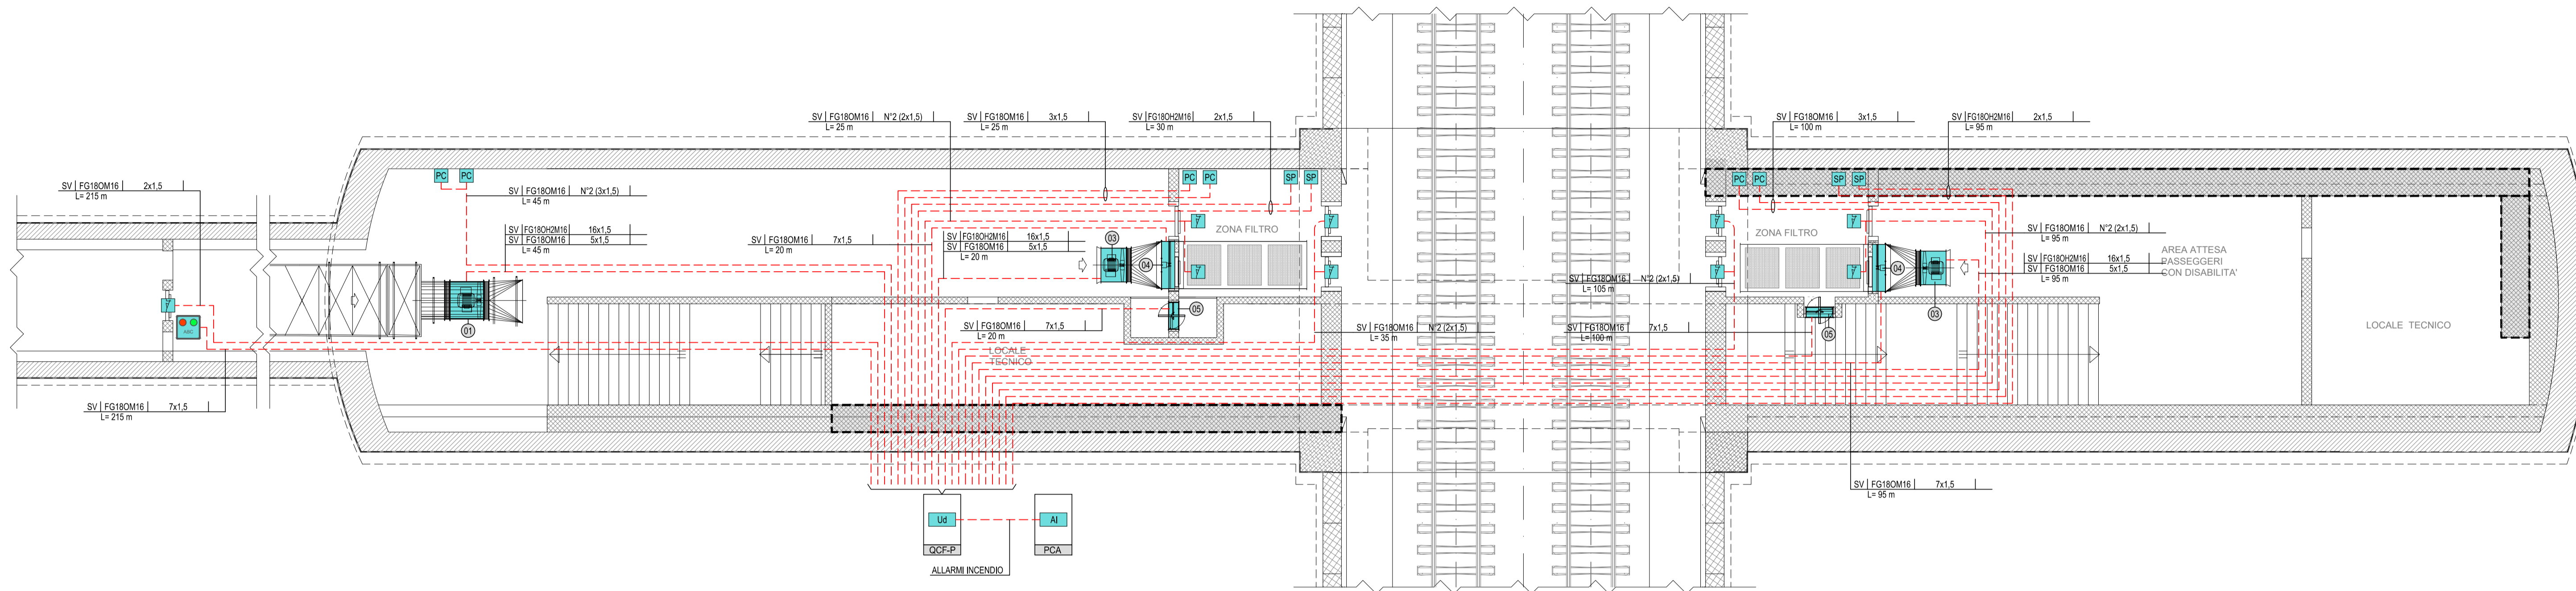 SV FG18OM16 2x1,5
L= 215 m
ASC
SV FG18OM16 7x1,5
L= 215 m
PC PC
SV FG18OM16 N°2 (3x1,5)
L= 45 m
SV FG18OH2M16 16x1,5
SV FG18OM16 5x1,5
L= 45 m
01
SV FG18OM16 7x1,5
L= 20 m
SV FG18OM16 N°2 (2x1,5)
L= 25 m
SV FG18OM16 3x1,5
L= 25 m
SV FG18OH2M16 2x1,5
L= 30 m
PC PC
SP SP
SV FG18OH2M16 16x1,5
SV FG18OM16 5x1,5
L= 20 m
03
04
ZONA FILTRO
05
SV FG18OM16 7x1,5
L= 20 m
LOCALE
TECNICO
SV FG18OM16 N°2 (2x1,5)
L= 35 m
Ud
QCF-P
AI
PCA
ALLARMI INCENDIO
SV FG18OM16 N°2 (2x1,5)
L= 105 m
SV FG18OM16 7x1,5
L= 100 m
SV FG18OM16 3x1,5
L= 100 m
SV FG18OH2M16 2x1,5
L= 95 m
PC PC
SP SP
ZONA FILTRO
04
03
05
SV FG18OM16 N°2 (2x1,5)
L= 95 m
SV FG18OH2M16 16x1,5
SV FG18OM16 5x1,5
L= 95 m
AREA ATTESA
PASSEGGERI
CON DISABILITA'
LOCALE TECNICO
SV FG18OM16 7x1,5
L= 95 m